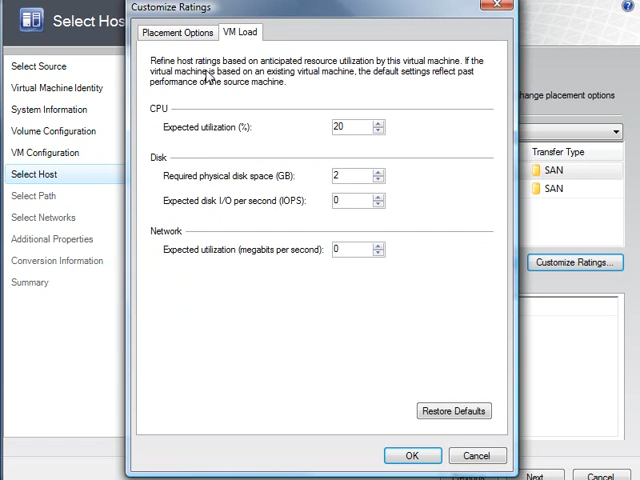 Customize Ratings
Select Host
Placement Options
VM Load
Select Source
Virtual Machine Identity
System Information
Volume Configuration
VM Configuration
Select Host
Select Path
Select Networks
Additional Properties
Conversion Information
Summary
Refine host ratings based on anticipated resource utilization by this virtual machine. If the
virtual machine is based on an existing virtual machine, the default settings reflect past
performance of the source machine.
CPU
Expected utilization (%): 20
Disk
Required physical disk space (GB): 2
Expected disk I/O per second (IOPS): 0
Network
Expected utilization (megabits per second): 0
Restore Defaults
OK
Cancel
change placement options
Transfer Type
SAN
SAN
Customize Ratings...
Next
Cancel